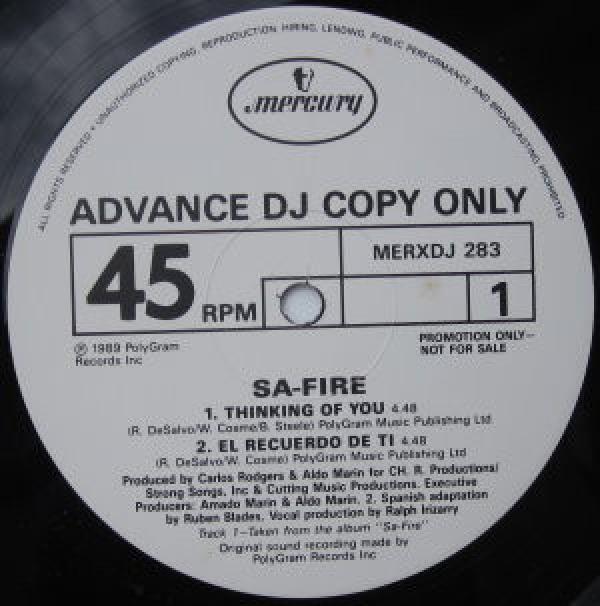 ALL RIGHTS RESERVED • UNAUTHORIZED COPYING, REPRODUCTION HIRING, LENDING, PUBLIC PERFORMANCE AND BROADCASTING PROHIBITED
mercury
ADVANCE DJ COPY ONLY
45 RPM
MERXDJ 283
1
℗ 1989 PolyGram
Records Inc
PROMOTION ONLY–
NOT FOR SALE
SA-FIRE
1. THINKING OF YOU 4.48
(R. DeSalvo/W. Cosme/B. Steele) PolyGram Music Publishing Ltd
2. EL RECUERDO DE TI 4.48
(R. DeSalvo/W. Cosme) PolyGram Music Publishing Ltd
Produced by Carlos Rodgers & Aldo Marin for CH. R. Productions/
Strong Songs, Inc & Cutting Music Productions. Executive
Producers: Amado Marin & Aldo Marin. 2. Spanish adaptation
by Ruben Blades. Vocal production by Ralph Irizarry
Track 1–Taken from the album "Sa-Fire"
Original sound recording made by
PolyGram Records Inc